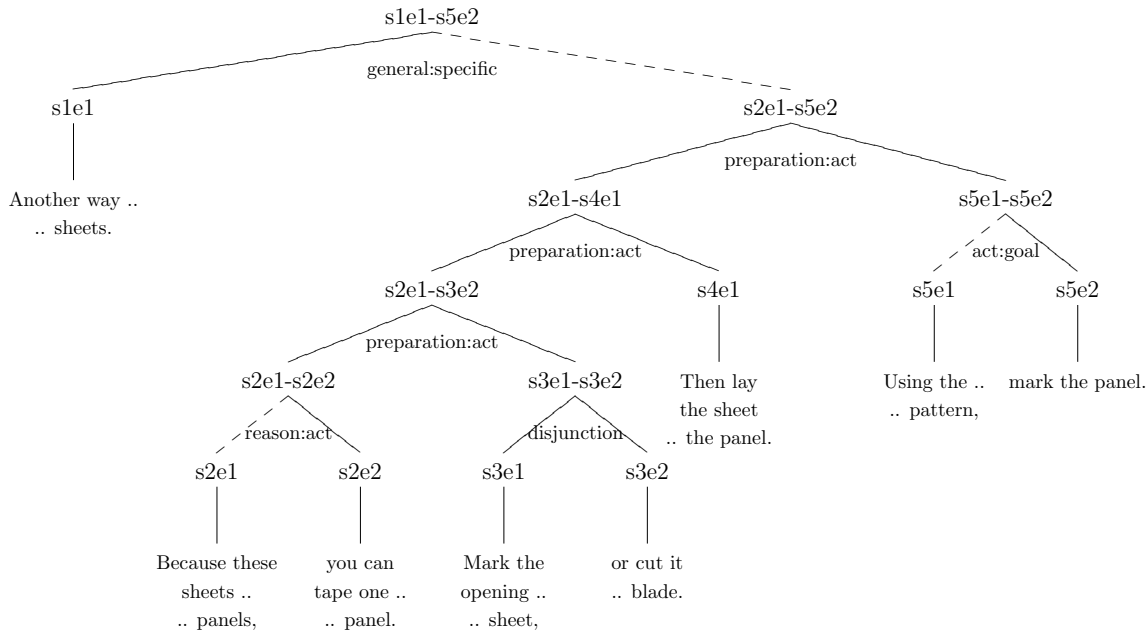 s1e1-s5e2
general:specific
s1e1
s2e1-s5e2
preparation:act
Another way ..
.. sheets.
s2e1-s4e1
s5e1-s5e2
preparation:act
act:goal
s2e1-s3e2
s4e1
s5e1
s5e2
preparation:act
s2e1-s2e2
s3e1-s3e2
Then lay
the sheet
.. the panel.
Using the ..
.. pattern,
mark the panel.
reason:act
disjunction
s2e1
s2e2
s3e1
s3e2
Because these
sheets ..
.. panels,
you can
tape one ..
.. panel.
Mark the
opening ..
.. sheet,
or cut it
.. blade.